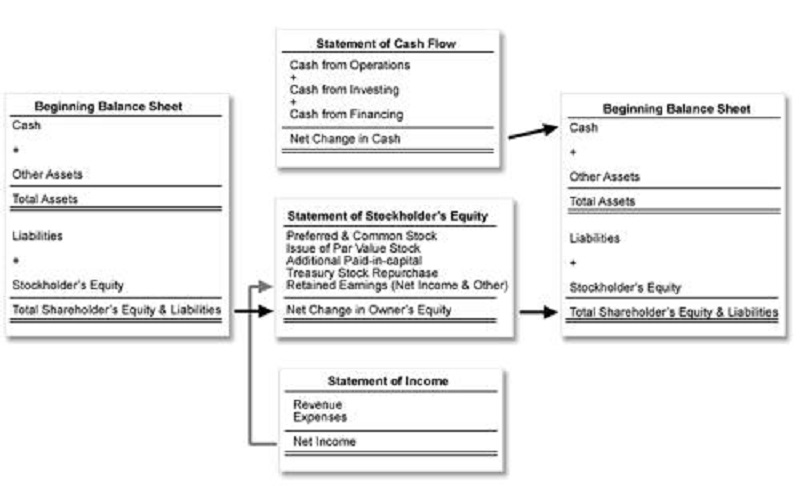 Statement of Cash Flow
Cash from Operations
+
Cash from Investing
+
Cash from Financing
Net Change in Cash
Beginning Balance Sheet
Cash
+
Other Assets
Total Assets
Liabilities
+
Stockholder's Equity
Total Shareholder's Equity & Liabilities
Statement of Stockholder's Equity
Preferred & Common Stock
Issue of Par Value Stock
Additional Paid-in-capital
Treasury Stock Repurchase
Retained Earnings (Net Income & Other)
Net Change in Owner's Equity
Statement of Income
Revenue
Expenses
Net Income
Beginning Balance Sheet
Cash
+
Other Assets
Total Assets
Liabilities
+
Stockholder's Equity
Total Shareholder's Equity & Liabilities